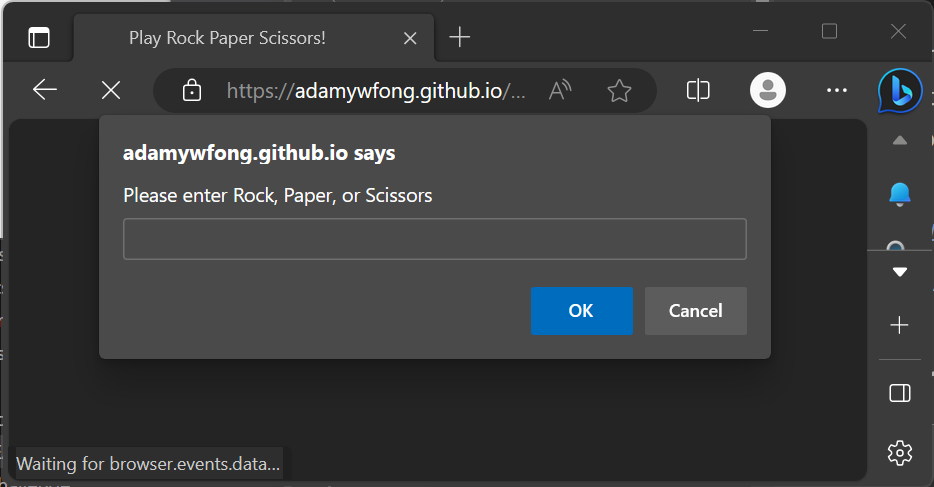 Play Rock Paper Scissors!
https://adamywfong.github.io/...
adamywfong.github.io says
Please enter Rock, Paper, or Scissors
OK
Cancel
Waiting for browser.events.data...